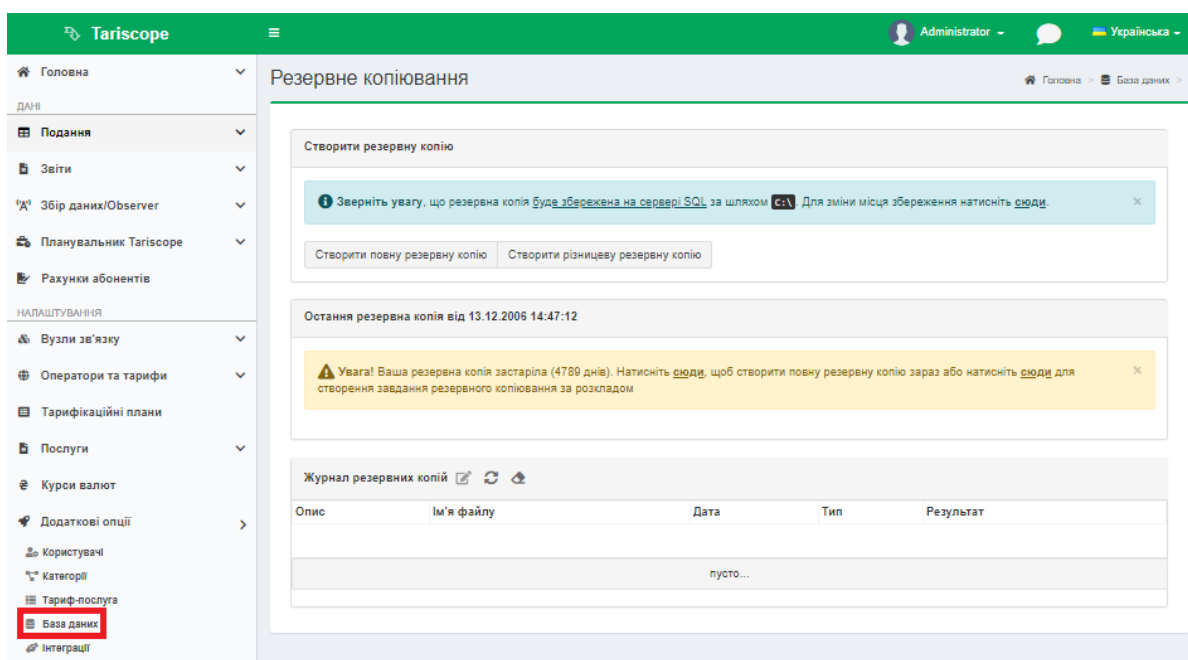 Tariscope
Administrator
Українська
Головна
ДАНІ
Подання
Звіти
Збір даних/Observer
Планувальник Tariscope
Рахунки абонентів
НАЛАШТУВАННЯ
Вузли зв'язку
Оператори та тарифи
Тарифікаційні плани
Послуги
Курси валют
Додаткові опції
Користувачі
Категорії
Тариф-послуга
База даних
Інтеграції
Резервне копіювання
Головна > База даних >
Створити резервну копію
Зверніть увагу, що резервна копія буде збережена на сервері SQL за шляхом C:\. Для зміни місця збереження натисніть сюди.
×
Створити повну резервну копію Створити різницеву резервну копію
Остання резервна копія від 13.12.2006 14:47:12
Увага! Ваша резервна копія застаріла (4789 днів). Натисніть сюди, щоб створити повну резервну копію зараз або натисніть сюди для ×
створення завдання резервного копіювання за розкладом
Журнал резервних копій
Опис Ім'я файлу Дата Тип Результат
пусто...